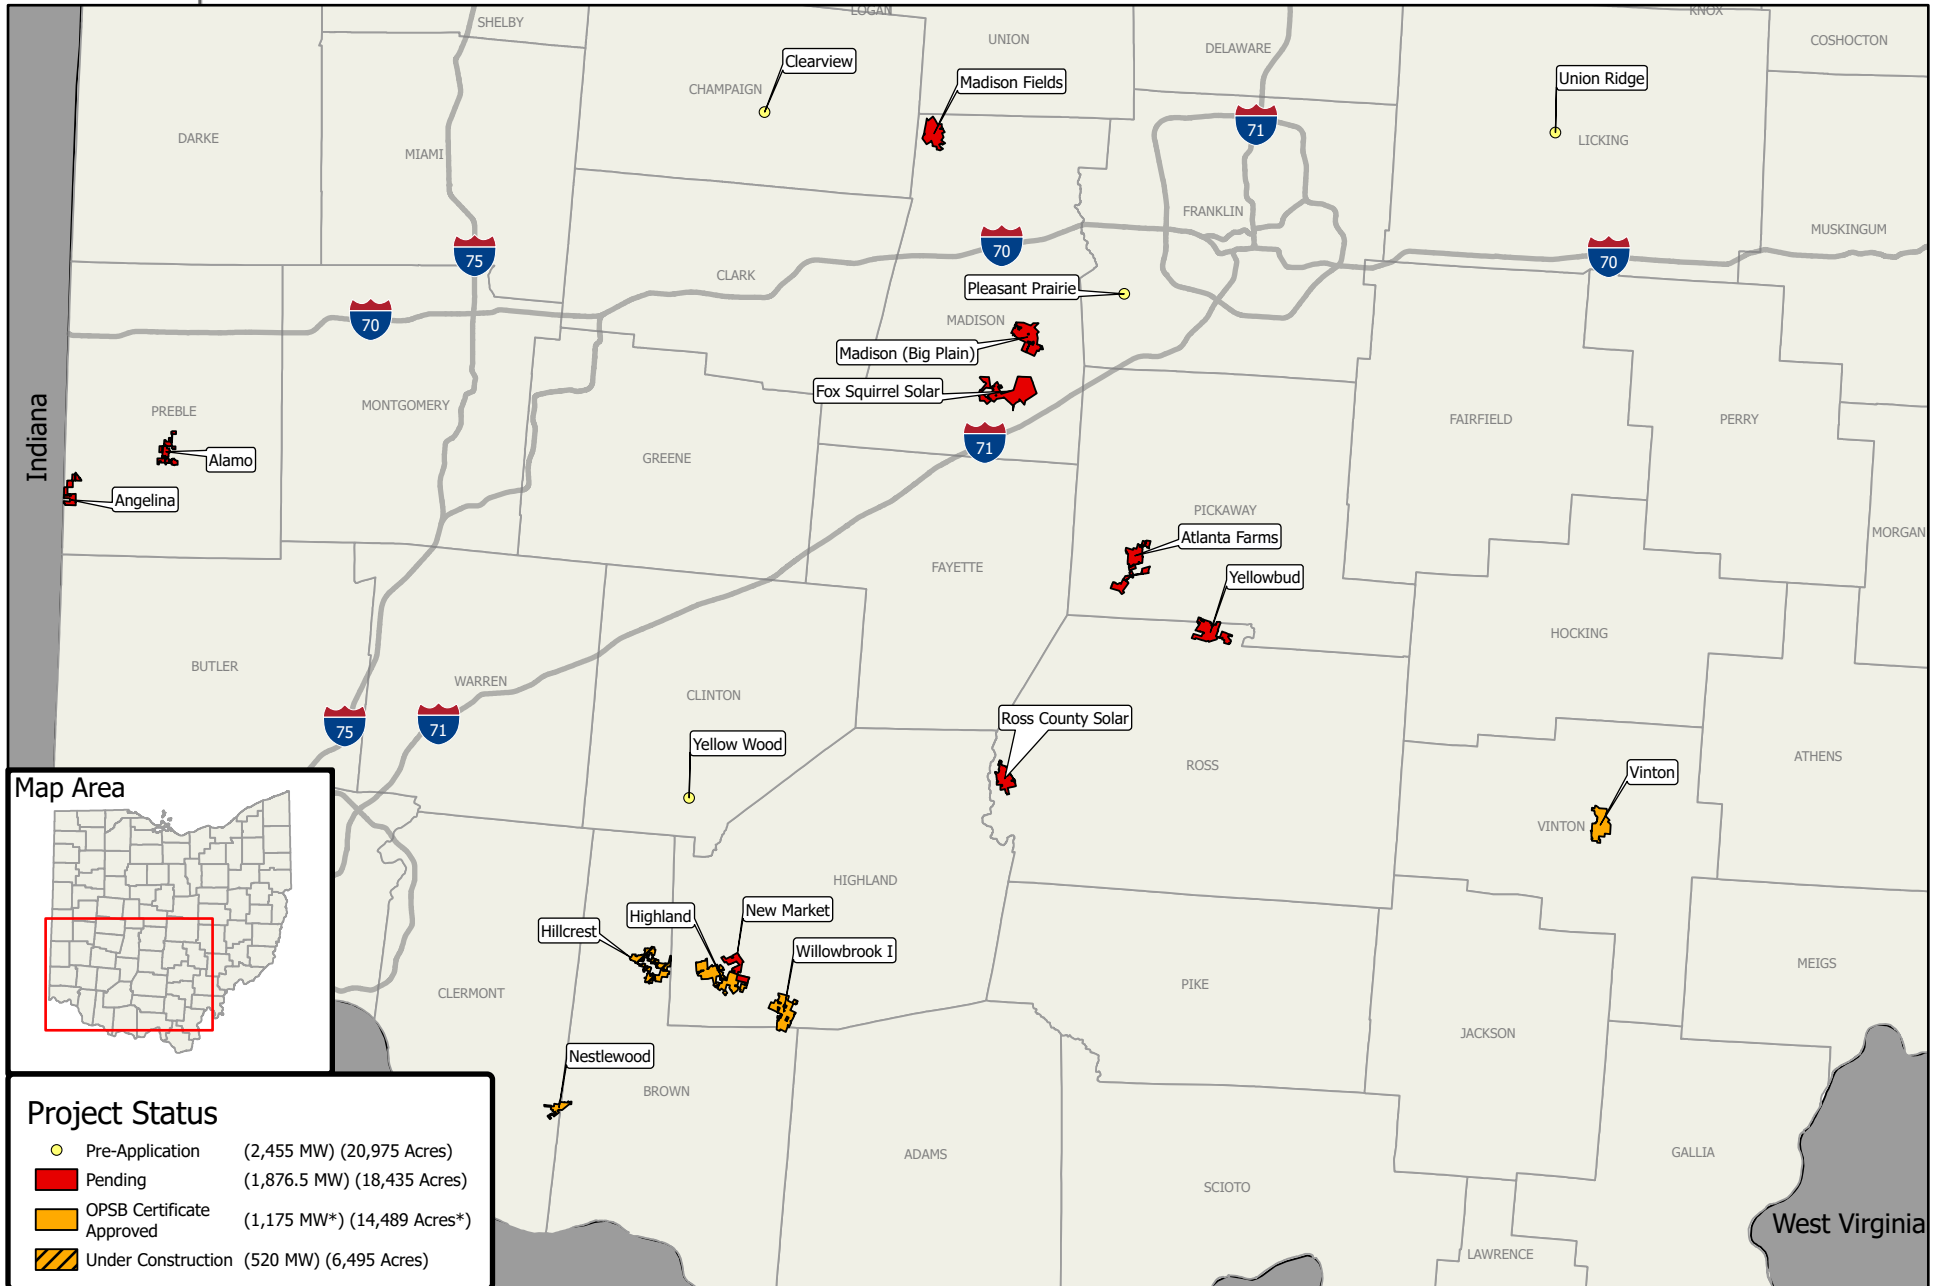 SHELBY
LOGAN
UNION
DELAWARE
KNOX
COSHOCTON
Clearview
CHAMPAIGN
Madison Fields
Union Ridge
DARKE
MIAMI
71
LICKING
FRANKLIN
MUSKINGUM
75
70
70
CLARK
Pleasant Prairie
70
MADISON
Madison (Big Plain)
Fox Squirrel Solar
Indiana
PREBLE
MONTGOMERY
FAIRFIELD
PERRY
71
Alamo
GREENE
Angelina
PICKAWAY
MORGAN
Atlanta Farms
FAYETTE
Yellowbud
HOCKING
BUTLER
WARREN
CLINTON
75
71
Ross County Solar
Yellow Wood
ROSS
ATHENS
Vinton
VINTON
Map Area
HIGHLAND
Hillcrest
Highland
New Market
Willowbrook I
CLERMONT
PIKE
MEIGS
JACKSON
Nestlewood
BROWN
ADAMS
SCIOTO
GALLIA
West Virginia
LAWRENCE
Project Status
Pre-Application (2,455 MW) (20,975 Acres)
Pending (1,876.5 MW) (18,435 Acres)
OPSB Certificate
Approved (1,175 MW*) (14,489 Acres*)
Under Construction (520 MW) (6,495 Acres)